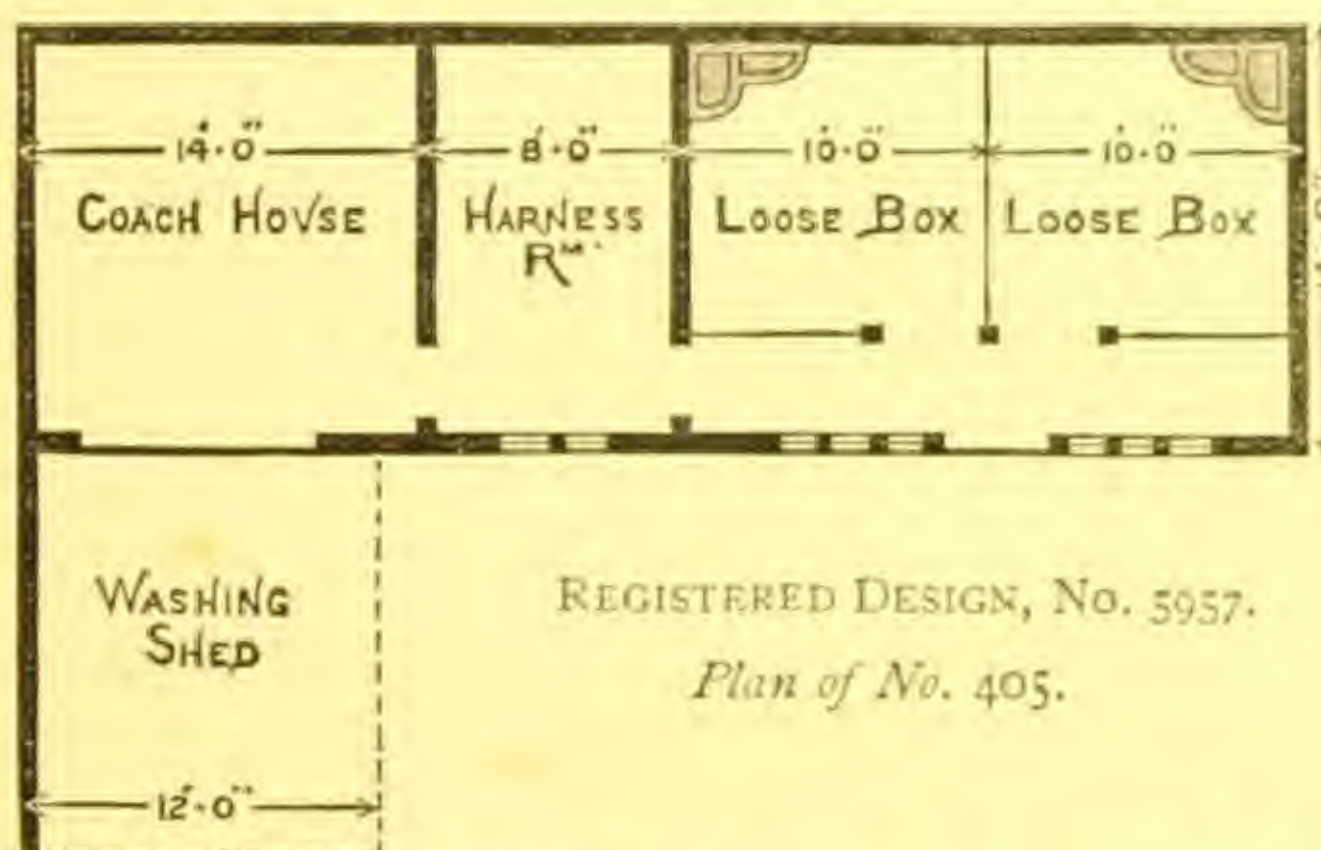 14'·0"
8'·0"
10'·0"
10'·0"
COACH HOVSE
HARNESS
RM.
LOOSE BOX
LOOSE BOX
WASHING
SHED
REGISTERED DESIGN, No. 5957.
Plan of No. 405.
12'·0"